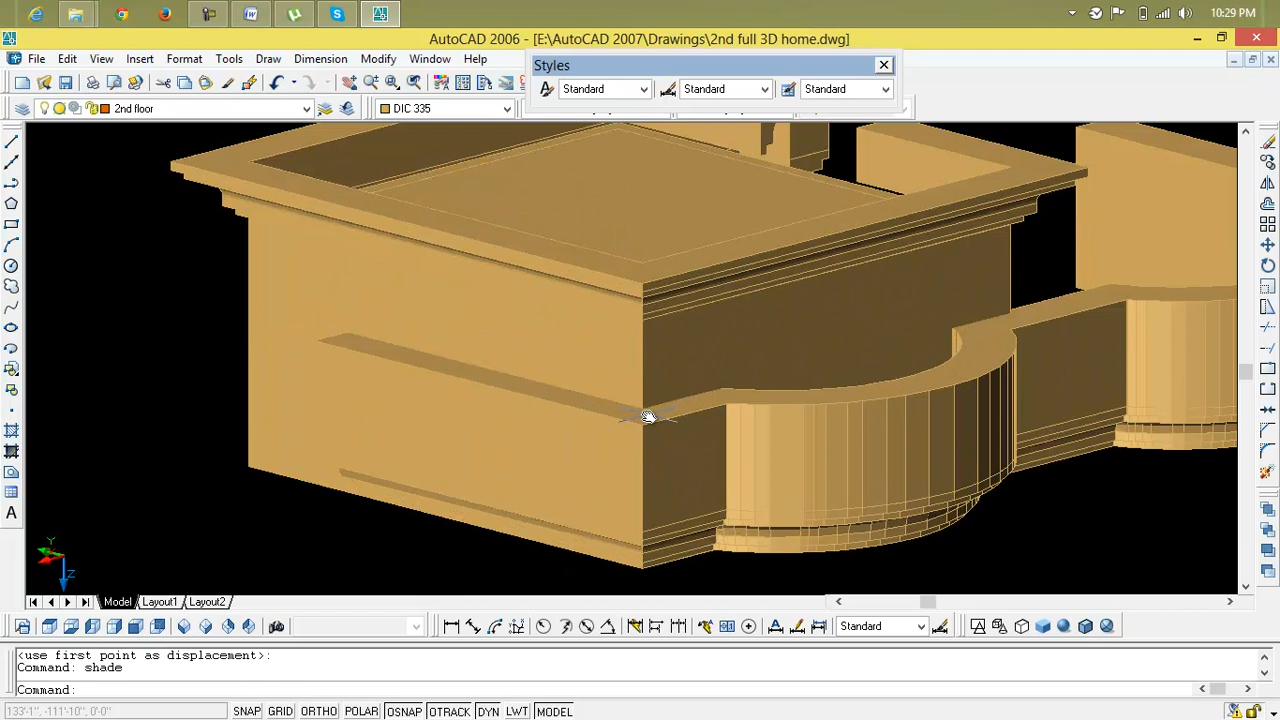 10:29 PM
AutoCAD 2006 - [E:\AutoCAD 2007\Drawings\2nd full 3D home.dwg]
File Edit View Insert Format Tools Draw Dimension Modify Window Help
Styles
Standard Standard Standard
2nd floor DIC 335
Y
Z
Model Layout1 Layout2
Standard
<use first point as displacement>:
Command: shade
Command:
133'-1", -111'-10", 0'-0" SNAP GRID ORTHO POLAR OSNAP OTRACK DYN LWT MODEL